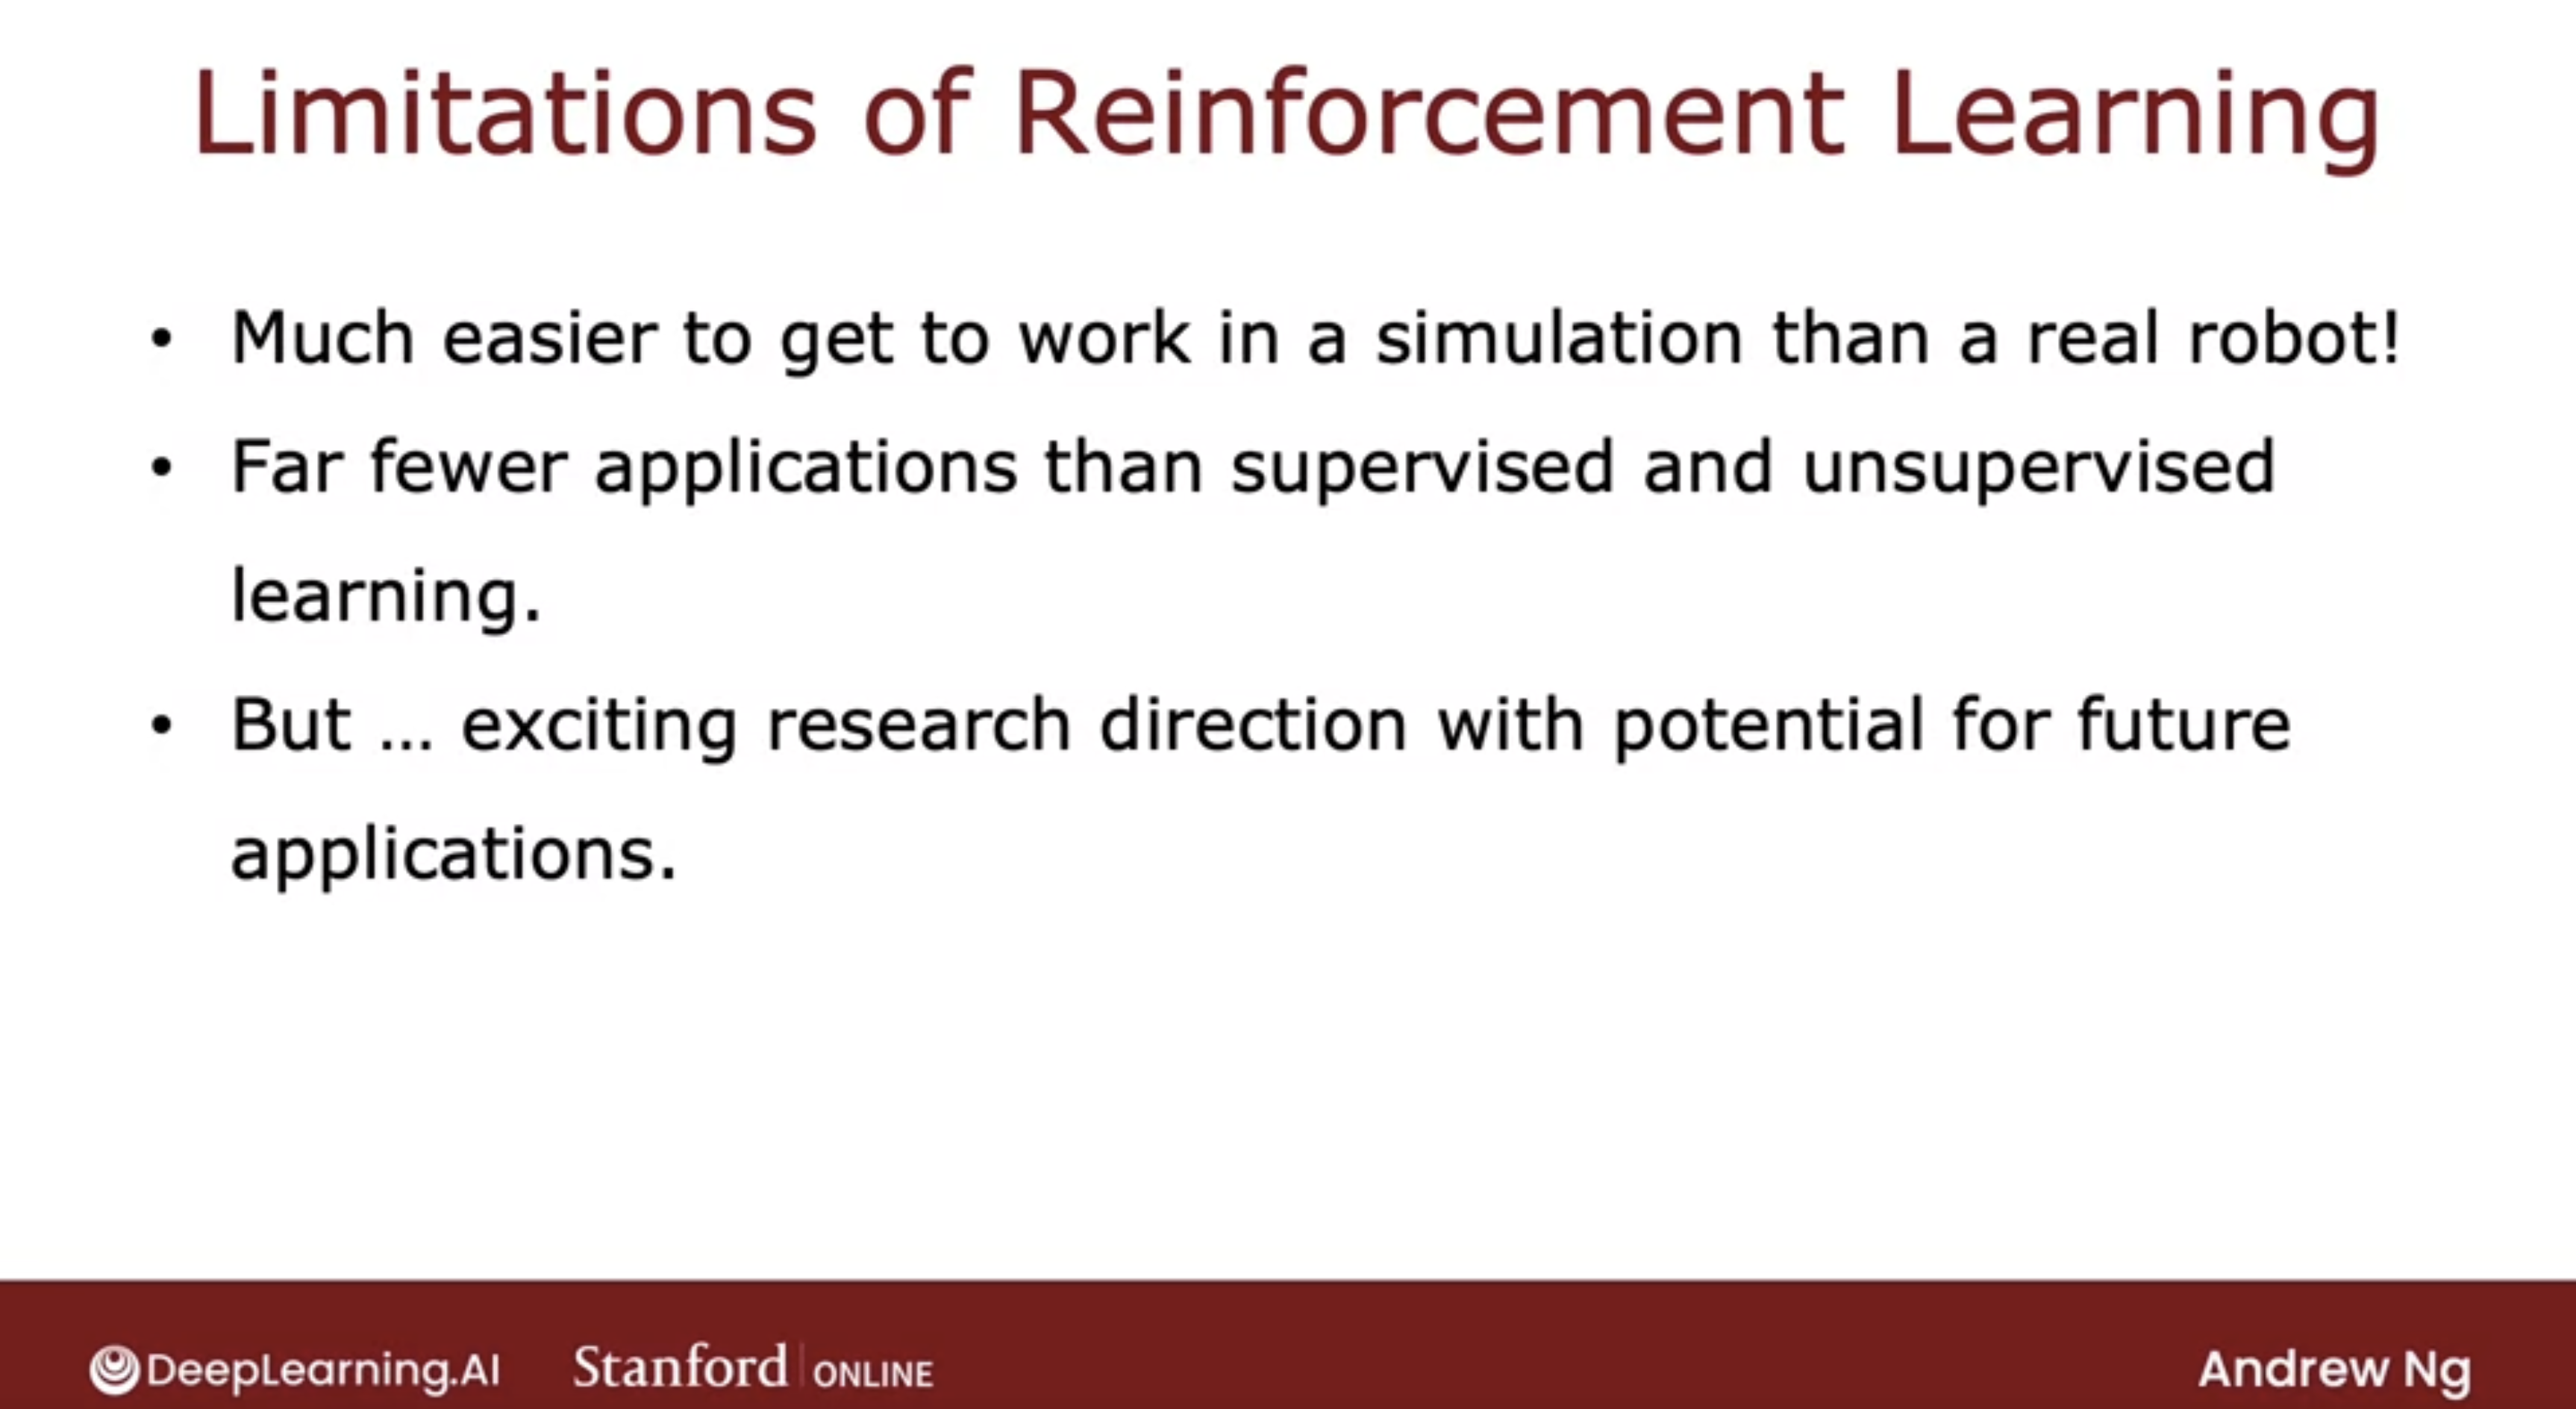 Limitations of Reinforcement Learning
• Much easier to get to work in a simulation than a real robot!
• Far fewer applications than supervised and unsupervised
learning.
• But … exciting research direction with potential for future
applications.
DeepLearning.AI Stanford | ONLINE Andrew Ng